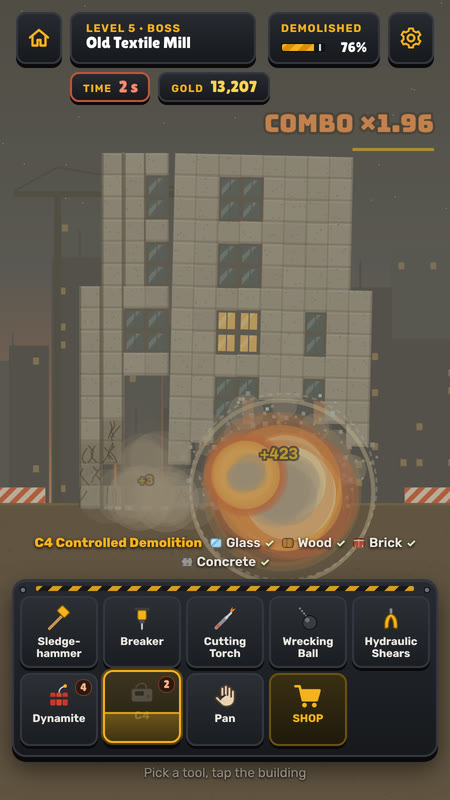 LEVEL 5 • BOSS
Old Textile Mill
DEMOLISHED
76%
TIME 2 s
GOLD 13,207
COMBO ×1.96
+423
+3
C4 Controlled Demolition Glass ✓ Wood ✓ Brick ✓
Concrete ✓
Sledge-
hammer
Breaker
Cutting
Torch
Wrecking
Ball
Hydraulic
Shears
4
Dynamite
2
C4
Pan
SHOP
Pick a tool, tap the building